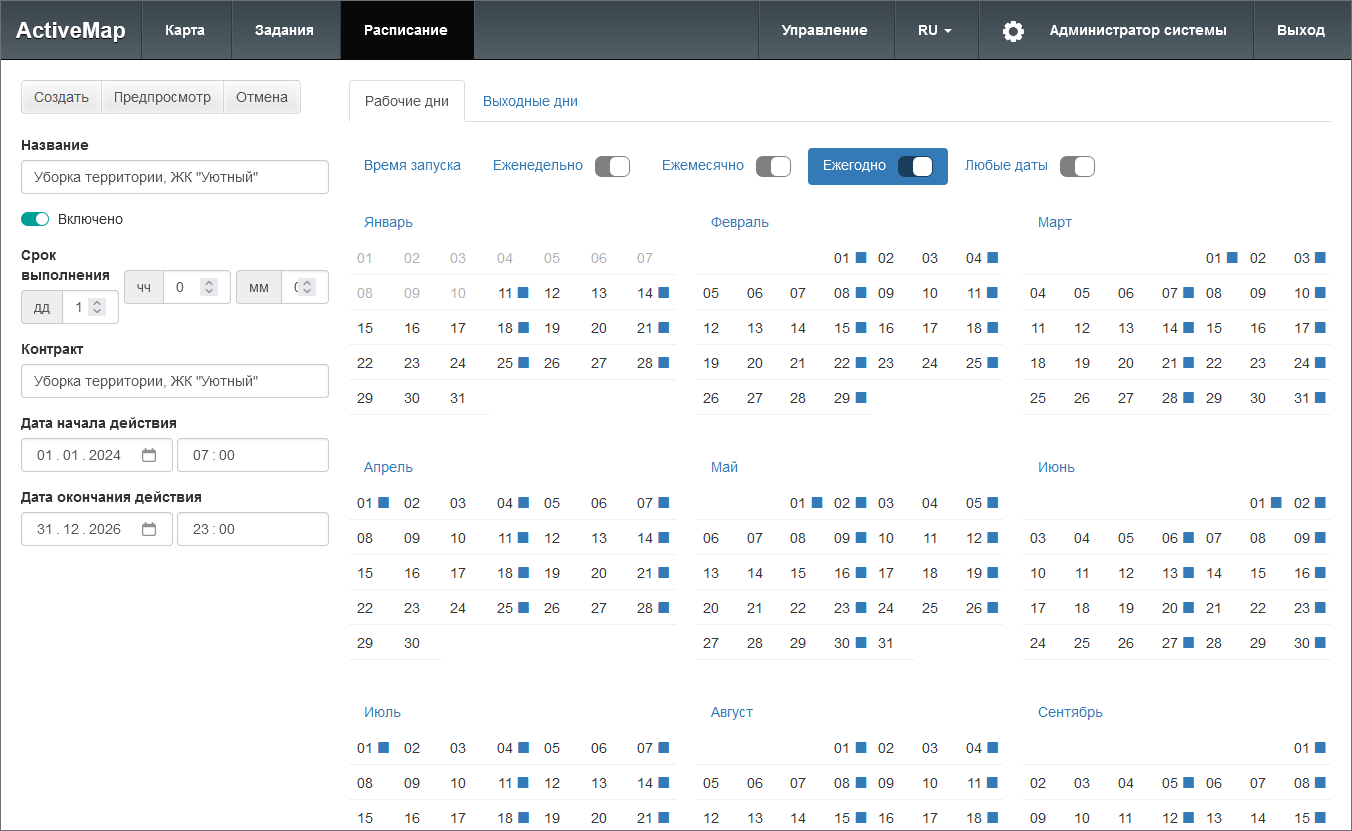 ActiveMap Карта Задания Расписание Управление RU Администратор системы Выход
Создать Предпросмотр Отмена
Название
Уборка территории, ЖК "Уютный"
Включено
Срок
выполнения
дд 1 чч 0 мм
Контракт
Уборка территории, ЖК "Уютный"
Дата начала действия
01 . 01 . 2024 07 : 00
Дата окончания действия
31 . 12 . 2026 23 : 00
Рабочие дни Выходные дни
Время запуска Еженедельно Ежемесячно Ежегодно Любые даты
Январь
01 02 03 04 05 06 07
08 09 10 11 12 13 14
15 16 17 18 19 20 21
22 23 24 25 26 27 28
29 30 31
Февраль
01 02 03 04
05 06 07 08 09 10 11
12 13 14 15 16 17 18
19 20 21 22 23 24 25
26 27 28 29
Март
01 02 03
04 05 06 07 08 09 10
11 12 13 14 15 16 17
18 19 20 21 22 23 24
25 26 27 28 29 30 31
Апрель
01 02 03 04 05 06 07
08 09 10 11 12 13 14
15 16 17 18 19 20 21
22 23 24 25 26 27 28
29 30
Май
01 02 03 04 05
06 07 08 09 10 11 12
13 14 15 16 17 18 19
20 21 22 23 24 25 26
27 28 29 30 31
Июнь
01 02
03 04 05 06 07 08 09
10 11 12 13 14 15 16
17 18 19 20 21 22 23
24 25 26 27 28 29 30
Июль
01 02 03 04 05 06 07
08 09 10 11 12 13 14
15 16 17 18 19 20 21
Август
01 02 03 04
05 06 07 08 09 10 11
12 13 14 15 16 17 18
Сентябрь
01
02 03 04 05 06 07 08
09 10 11 12 13 14 15